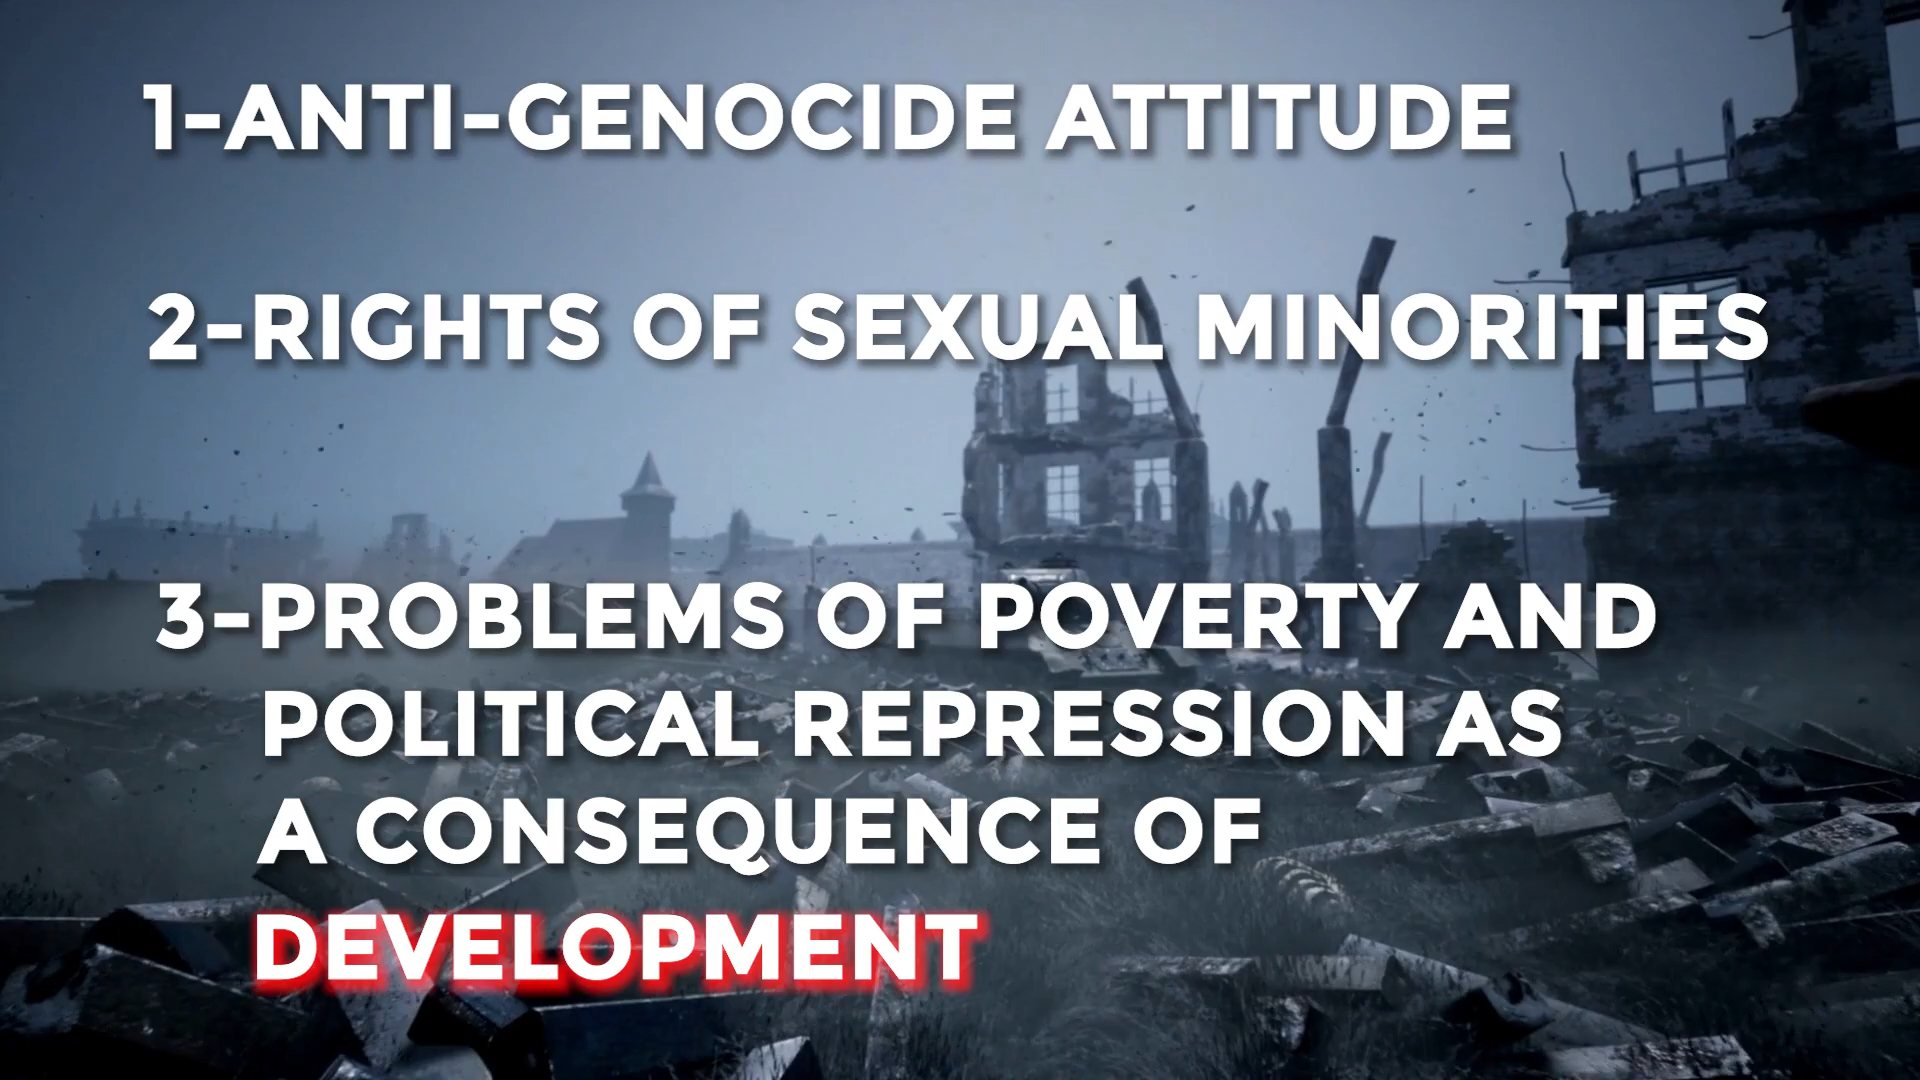 1-ANTI-GENOCIDE ATTITUDE
2-RIGHTS OF SEXUAL MINORITIES
3-PROBLEMS OF POVERTY AND
POLITICAL REPRESSION AS
A CONSEQUENCE OF
DEVELOPMENT